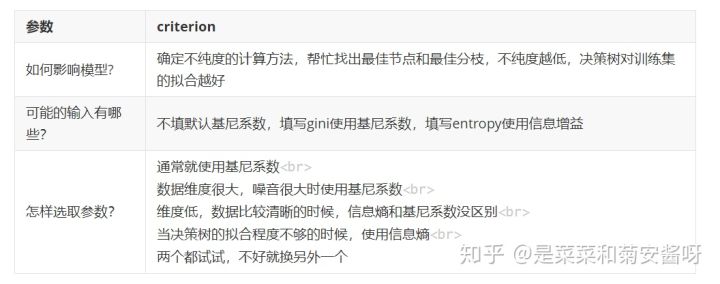 参数 criterion
如何影响模型?
确定不纯度的计算方法，帮忙找出最佳节点和最佳分枝，不纯度越低，决策树对训练集
的拟合越好
可能的输入有哪
些?
不填默认基尼系数，填写gini使用基尼系数，填写entropy使用信息增益
怎样选取参数?
通常就使用基尼系数<br>
数据维度很大，噪音很大时使用基尼系数<br>
维度低，数据比较清晰的时候，信息熵和基尼系数没区别<br>
当决策树的拟合程度不够的时候，使用信息熵<br>
两个都试试，不好就换另外一个
知乎 @是菜菜和菊安酱呀